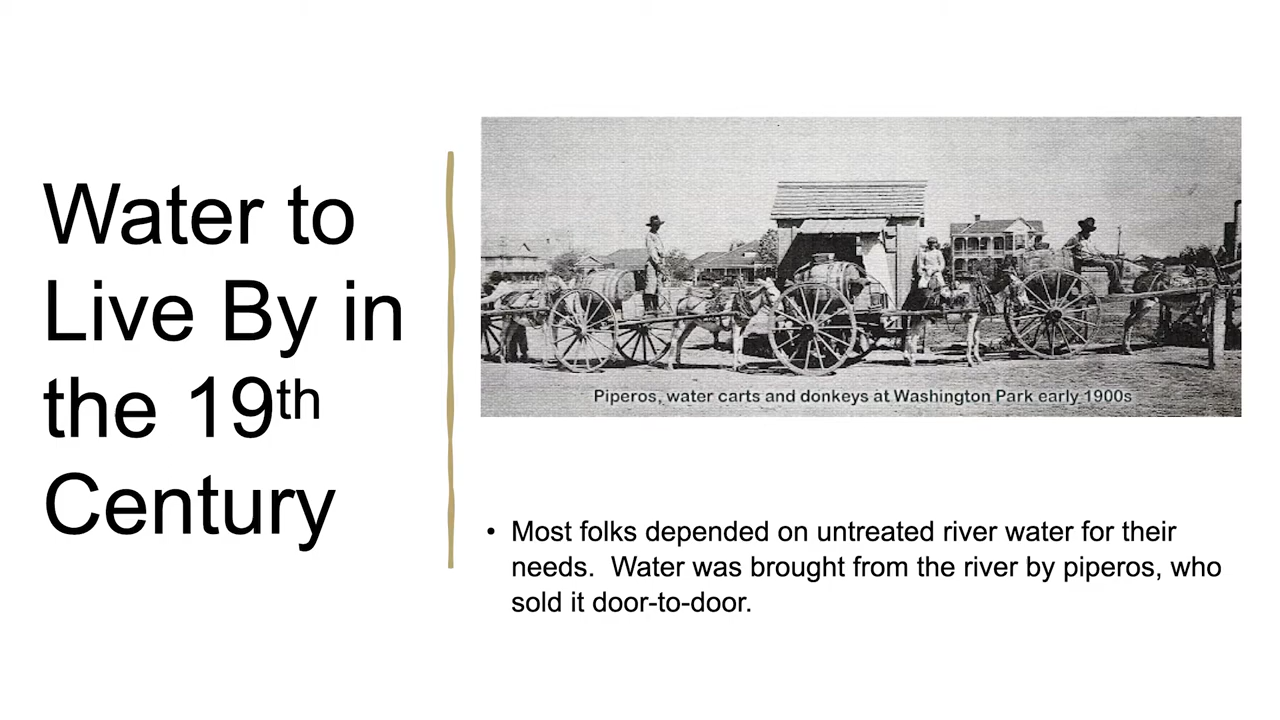 Water to
Live By in
the 19th
Century
Piperos, water carts and donkeys at Washington Park early 1900s
• Most folks depended on untreated river water for their
needs.  Water was brought from the river by piperos, who
sold it door-to-door.